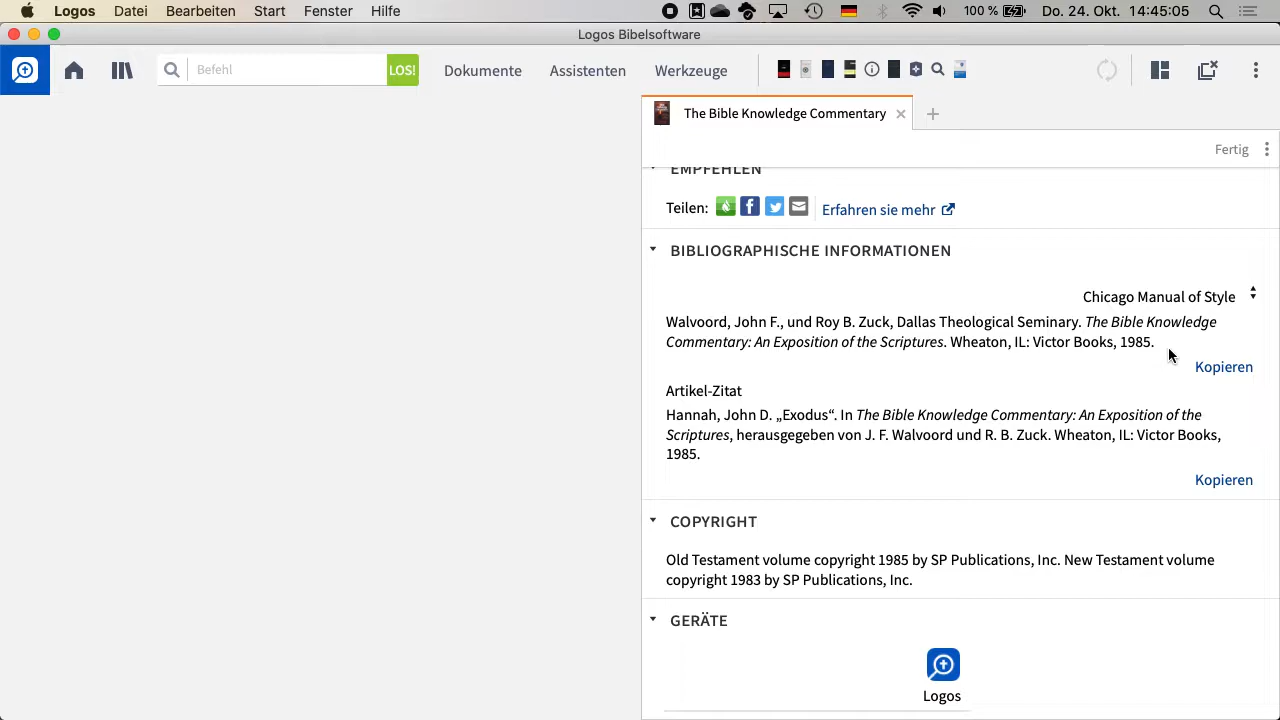 Logos Datei Bearbeiten Start Fenster Hilfe 100 % Do. 24. Okt. 14:45:05
Logos Bibelsoftware
Befehl LOS! Dokumente Assistenten Werkzeuge
The Bible Knowledge Commentary
Fertig
EMPFEHLEN
Teilen: Erfahren sie mehr
BIBLIOGRAPHISCHE INFORMATIONEN
Chicago Manual of Style
Walvoord, John F., und Roy B. Zuck, Dallas Theological Seminary. The Bible Knowledge
Commentary: An Exposition of the Scriptures. Wheaton, IL: Victor Books, 1985.
Kopieren
Artikel-Zitat
Hannah, John D. „Exodus“. In The Bible Knowledge Commentary: An Exposition of the
Scriptures, herausgegeben von J. F. Walvoord und R. B. Zuck. Wheaton, IL: Victor Books,
1985.
Kopieren
COPYRIGHT
Old Testament volume copyright 1985 by SP Publications, Inc. New Testament volume
copyright 1983 by SP Publications, Inc.
GERÄTE
Logos